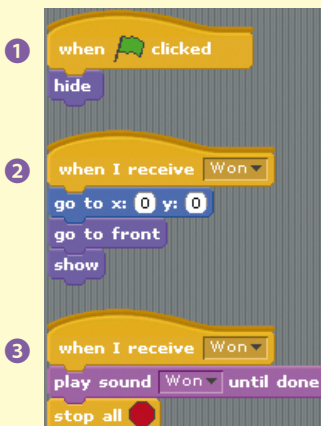 1
when clicked
hide
2
when I receive Won
go to x: 0 y: 0
go to front
show
3
when I receive Won
play sound Won until done
stop all